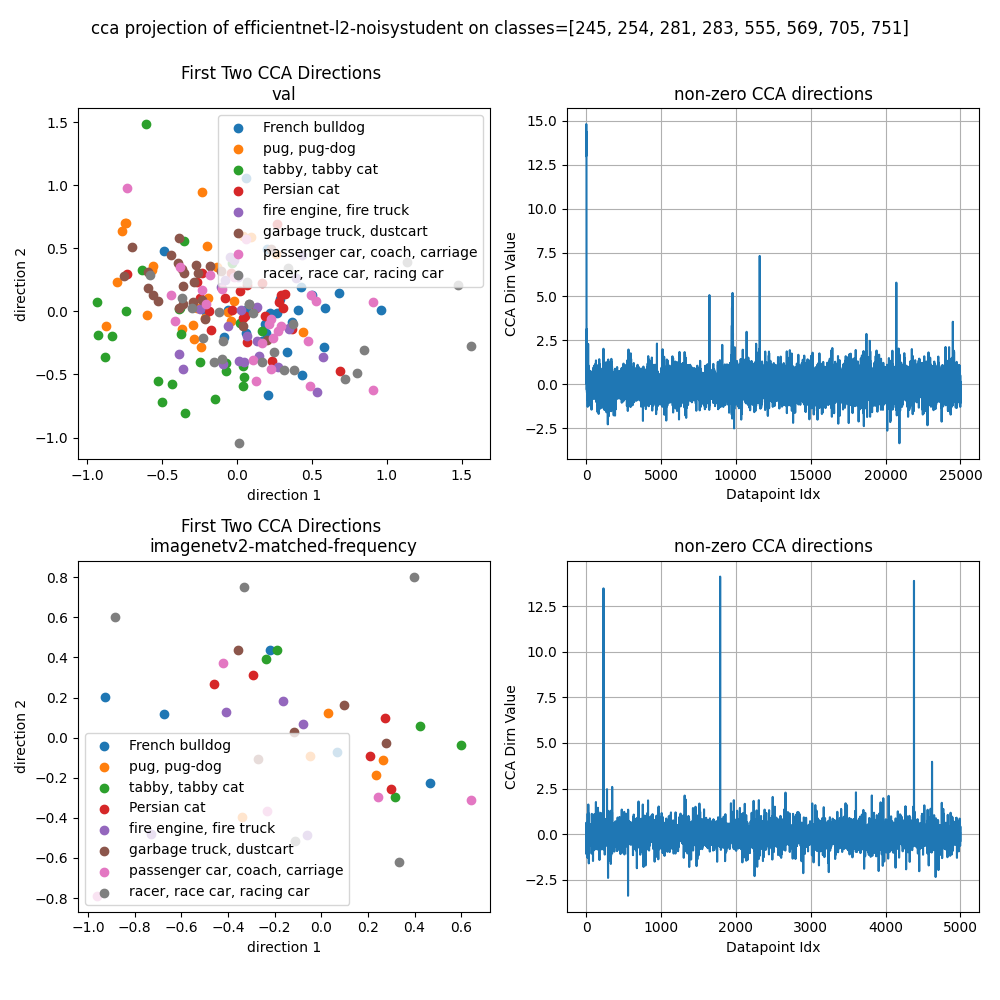 cca projection of efficientnet-l2-noisystudent on classes=[245, 254, 281, 283, 555, 569, 705, 751]
First Two CCA Directions
val
direction 2
1.5
1.0
0.5
0.0
−0.5
−1.0
French bulldog
pug, pug-dog
tabby, tabby cat
Persian cat
fire engine, fire truck
garbage truck, dustcart
passenger car, coach, carriage
racer, race car, racing car
−1.0 −0.5 0.0 0.5 1.0 1.5
direction 1
non-zero CCA directions
CCA Dirn Value
15.0
12.5
10.0
7.5
5.0
2.5
0.0
−2.5
0 5000 10000 15000 20000 25000
Datapoint Idx
First Two CCA Directions
imagenetv2-matched-frequency
direction 2
0.8
0.6
0.4
0.2
0.0
−0.2
−0.4
−0.6
−0.8
French bulldog
pug, pug-dog
tabby, tabby cat
Persian cat
fire engine, fire truck
garbage truck, dustcart
passenger car, coach, carriage
racer, race car, racing car
−1.0 −0.8 −0.6 −0.4 −0.2 0.0 0.2 0.4 0.6
direction 1
non-zero CCA directions
CCA Dirn Value
12.5
10.0
7.5
5.0
2.5
0.0
−2.5
0 1000 2000 3000 4000 5000
Datapoint Idx